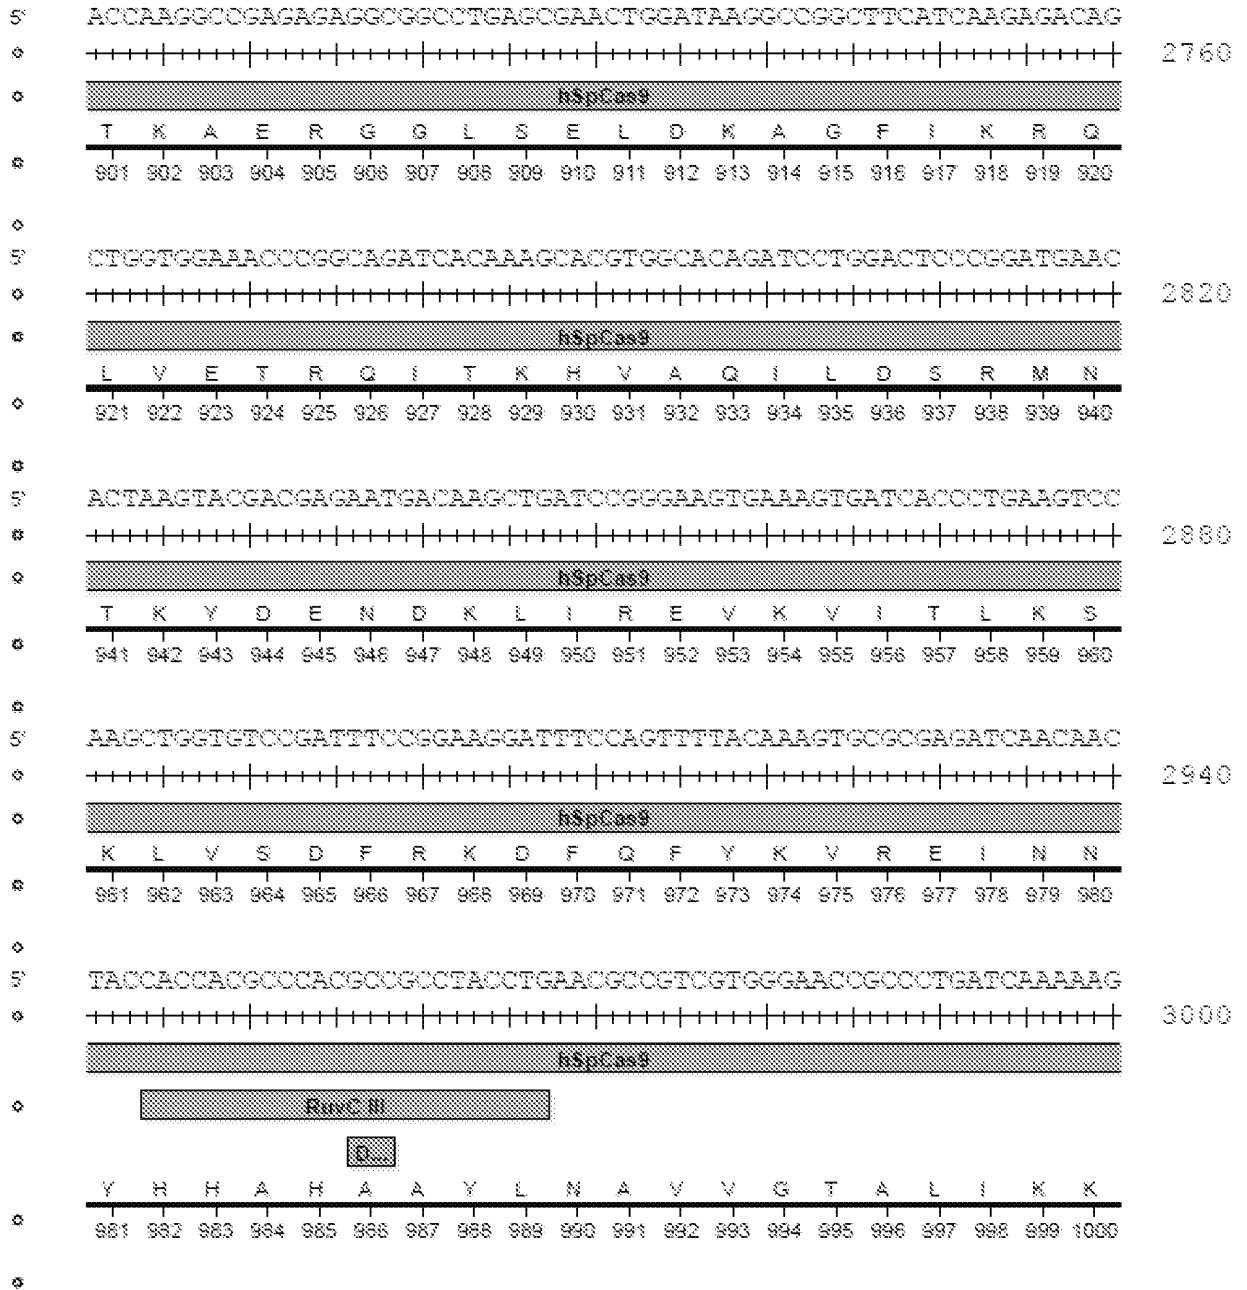 5' ACCAAGGCCGAGAGAGGCGGCCTGAGCGAACTGGATAAGGCCGGCTTCATCAAGAGACAG
2760
hSpCas9
T K A E R G G L S E L D K A G F I K R Q
901 902 903 904 905 906 907 908 909 910 911 912 913 914 915 916 917 918 919 920
5' CTGGTGGAAACCCGGCAGATCACAAAGCACGTGGCACAGATCCTGGACTCCCGGATGAAC
2820
hSpCas9
L V E T R Q I T K H V A Q I L D S R M N
921 922 923 924 925 926 927 928 929 930 931 932 933 934 935 936 937 938 939 940
5' ACTAAGTACGACGAGAATGACAAGCTGATCCGGGAAGTGAAAGTGATCACCCTGAAGTCC
2880
hSpCas9
T K Y D E N D K L I R E V K V I T L K S
941 942 943 944 945 946 947 948 949 950 951 952 953 954 955 956 957 958 959 960
5' AAGCTGGTGTCCGATTTCCGGAAGGATTTCCAGTTTTACAAAGTGCGCGAGATCAACAAC
2940
hSpCas9
K L V S D F R K D F Q F Y K V R E I N N
961 962 963 964 965 966 967 968 969 970 971 972 973 974 975 976 977 978 979 980
5' TACCACCACGCCCACGCCGCCTACCTGAACGCCGTCGTGGGAACCGCCCTGATCAAAAAG
3000
hSpCas9
RuvC III
D...
Y H H A H A A Y L N A V V G T A L I K K
981 982 983 984 985 986 987 988 989 990 991 992 993 994 995 996 997 998 999 1000